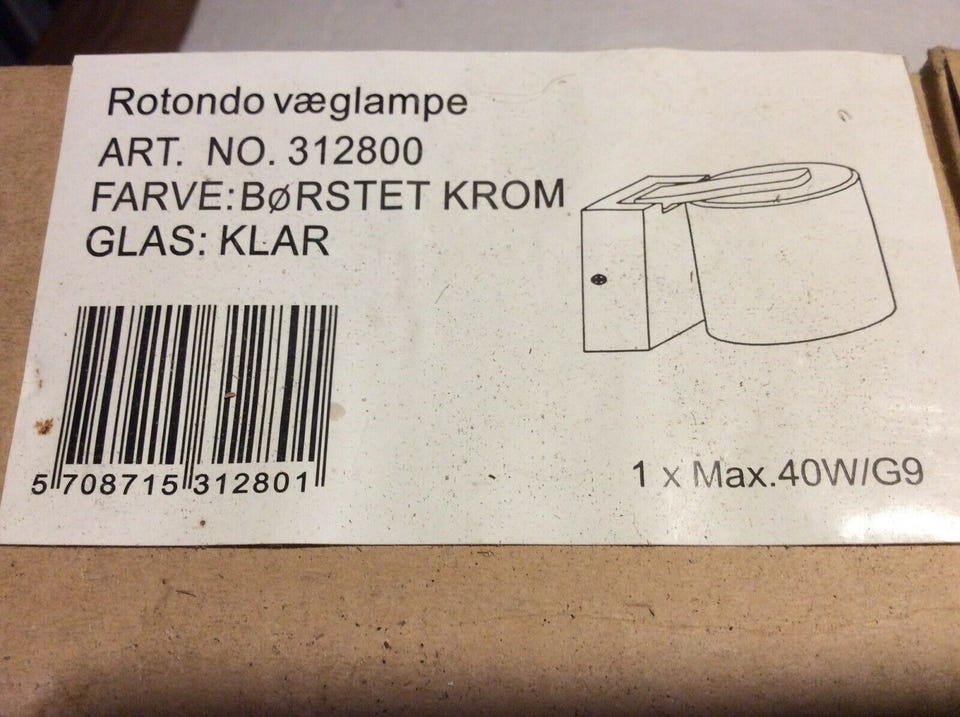 Rotondo væglampe
ART. NO. 312800
FARVE:BØRSTET KROM
GLAS: KLAR
5 708715 312801
1 x Max.40W/G9